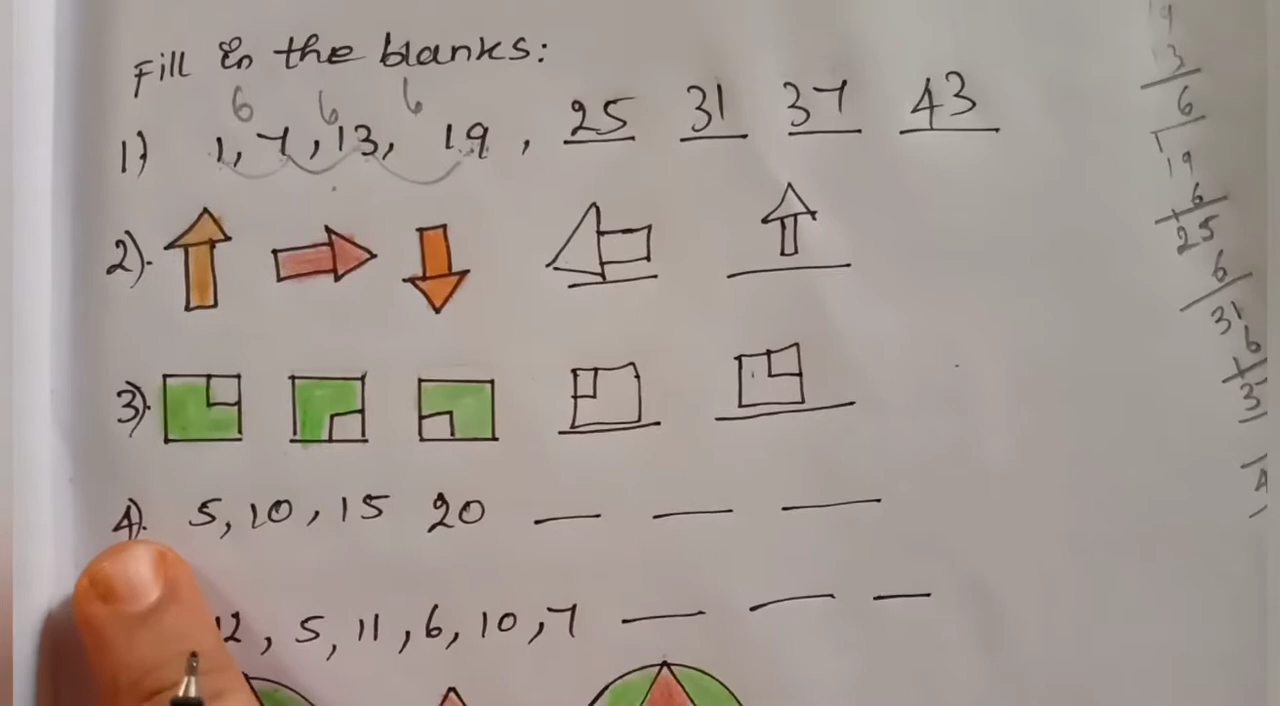 Fill in the blanks:
6 6 6
1) 1, 7, 13, 19, 25 31 37 43
2).
3).
4). 5, 10, 15 20
12, 5, 11, 6, 10, 7
6
19
6
25
6
31
6